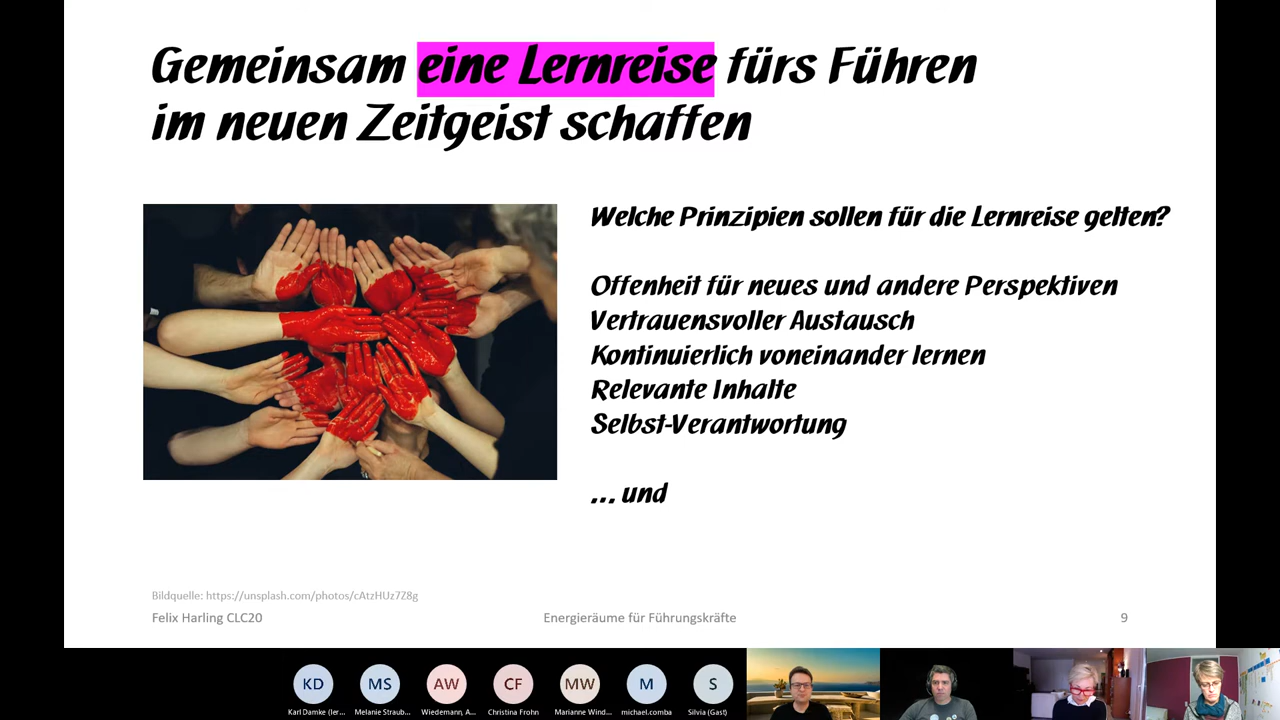 Gemeinsam eine Lernreise fürs Führen
im neuen Zeitgeist schaffen
Welche Prinzipien sollen für die Lernreise gelten?
Offenheit für neues und andere Perspektiven
Vertrauensvoller Austausch
Kontinuierlich voneinander lernen
Relevante Inhalte
Selbst-Verantwortung
... und
Bildquelle: https://unsplash.com/photos/cAtzHUz7Z8g
Felix Harling CLC20
Energieräume für Führungskräfte
9
KD
MS
AW
CF
MW
M
S
Karl Damke (ler...
Melanie Straub...
Wiedemann, A...
Christina Frohn
Marianne Wind...
michael.comba
Silvia (Gast)